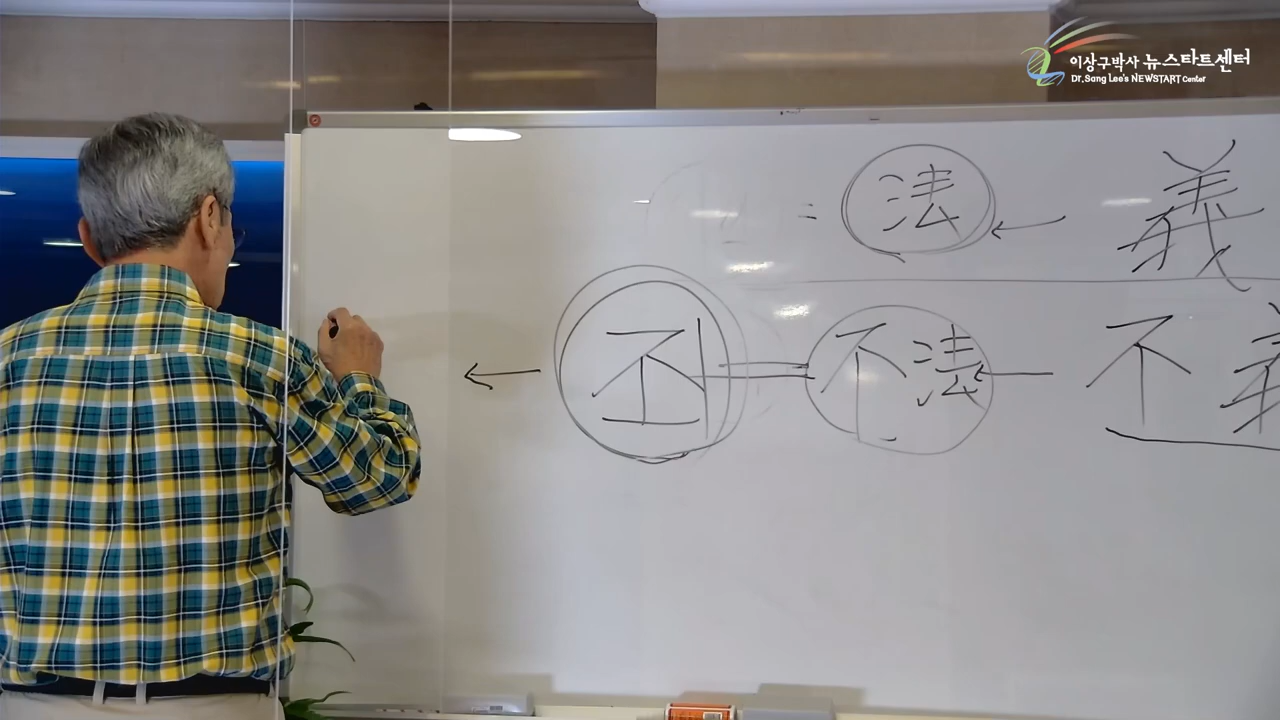 이상구박사 뉴스타트센터
Dr. Sang Lee's NEWSTART Center
= 法 ← 義
← 죄 = 不法 ← 不義